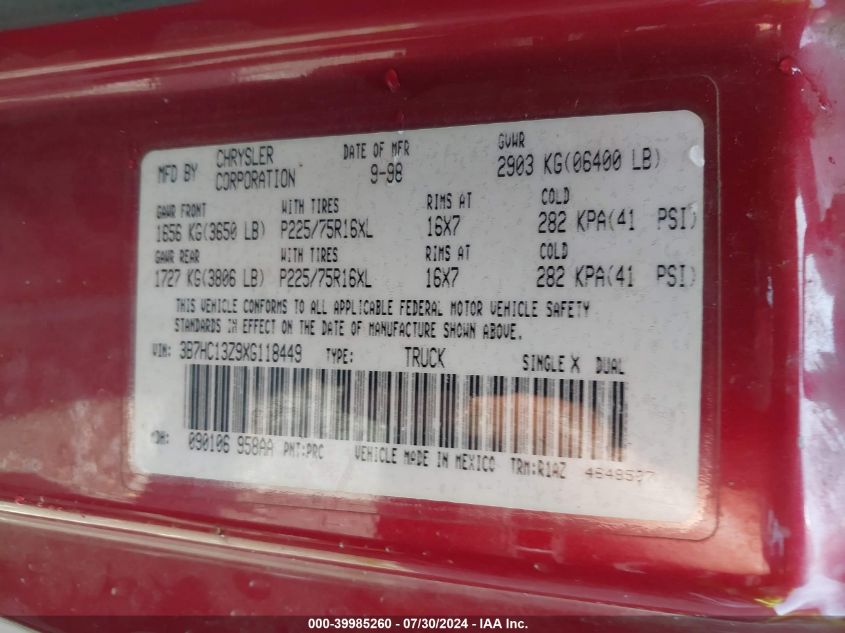 MFD BY CHRYSLER CORPORATION DATE OF MFR 9-98 GVWR 2903 KG(06400 LB)
GAWR FRONT WITH TIRES RIMS AT COLD
1656 KG(3650 LB) P225/75R16XL 16X7 282 KPA(41 PSI)
GAWR REAR WITH TIRES RIMS AT COLD
1727 KG(3806 LB) P225/75R16XL 16X7 282 KPA(41 PSI)
THIS VEHICLE CONFORMS TO ALL APPLICABLE FEDERAL MOTOR VEHICLE SAFETY
STANDARDS IN EFFECT ON THE DATE OF MANUFACTURE SHOWN ABOVE.
VIN: 3B7HC13Z9XG118449 TYPE: TRUCK SINGLE X DUAL
MDH: 090106 958AA PNT:PRC VEHICLE MADE IN MEXICO TRM:R1AZ
000-39985260 - 07/30/2024 - IAA Inc.